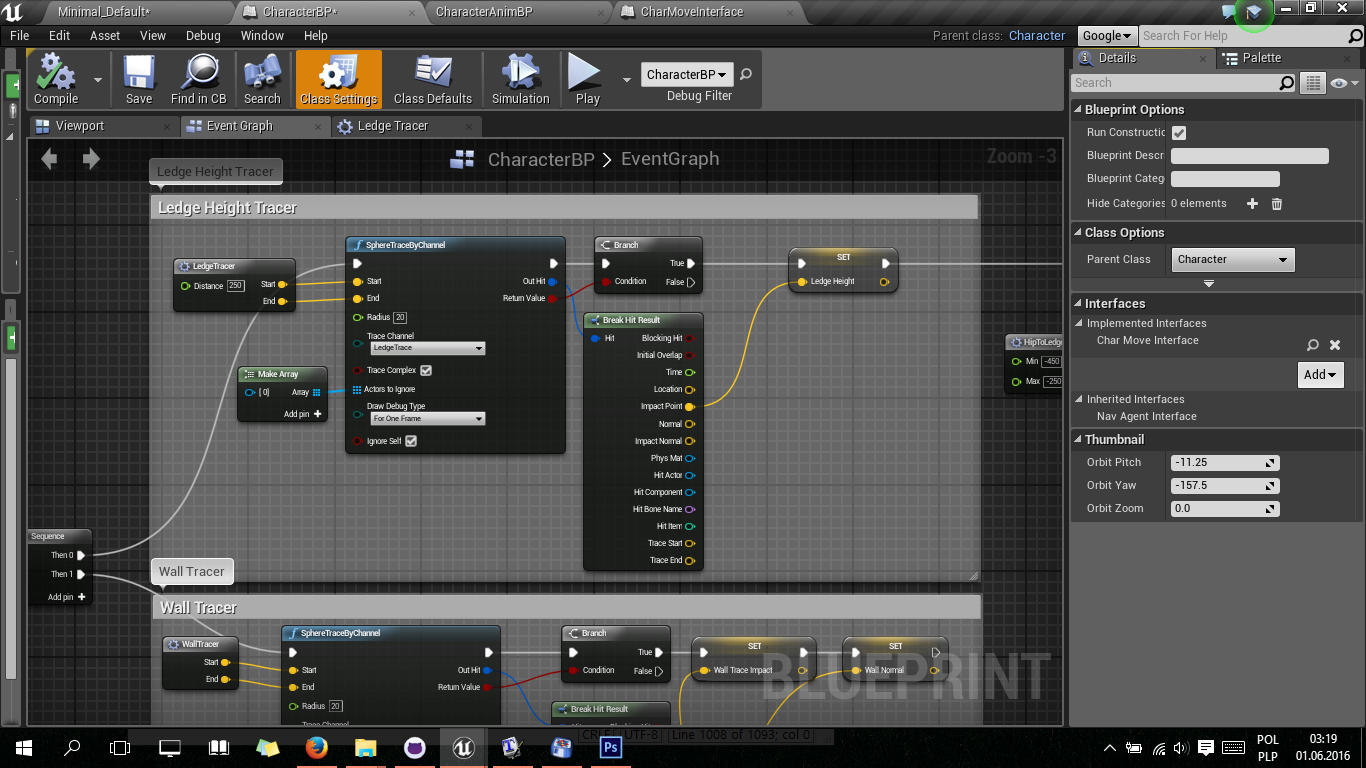 Minimal_Default*
CharacterBP*
CharacterAnimBP
CharMoveInterface
File Edit Asset View Debug Window Help
Parent class: Character
Google
Search For Help
Compile
Save
Find in CB
Search
Class Settings
Class Defaults
Simulation
Play
CharacterBP
Debug Filter
Viewport
Event Graph
Ledge Tracer
CharacterBP > EventGraph
Zoom -3
Ledge Height Tracer
Ledge Height Tracer
LedgeTracer
Distance 250 Start
End
SphereTraceByChannel
Start Out Hit
End Return Value
Radius 20
Trace Channel
LedgeTrace
Trace Complex
Actors to Ignore
Draw Debug Type
For One Frame
Ignore Self
Make Array
[0] Array
Add pin +
Branch
True
Condition False
Break Hit Result
Hit Blocking Hit
Initial Overlap
Time
Location
Impact Point
Normal
Impact Normal
Phys Mat
Hit Actor
Hit Component
Hit Bone Name
Hit Item
Trace Start
Trace End
SET
Ledge Height
HipToLedg
Min -450
Max -250
Sequence
Then 0
Then 1
Add pin +
Wall Tracer
Wall Tracer
WallTracer
Start
End
SphereTraceByChannel
Start Out Hit
End Return Value
Radius 20
Trace Channel
Branch
True
Condition False
Break Hit Result
SET
Wall Trace Impact
SET
Wall Normal
BLUEPRINT
Details
Palette
Search
Blueprint Options
Run Constructic
Blueprint Descr
Blueprint Categ
Hide Categories 0 elements
Class Options
Parent Class Character
Interfaces
Implemented Interfaces
Char Move Interface
Add
Inherited Interfaces
Nav Agent Interface
Thumbnail
Orbit Pitch -11.25
Orbit Yaw -157.5
Orbit Zoom 0.0
CRLF UTF-8 Line 1008 of 1093; col 0
Ps
POL
PLP
03:19
01.06.2016